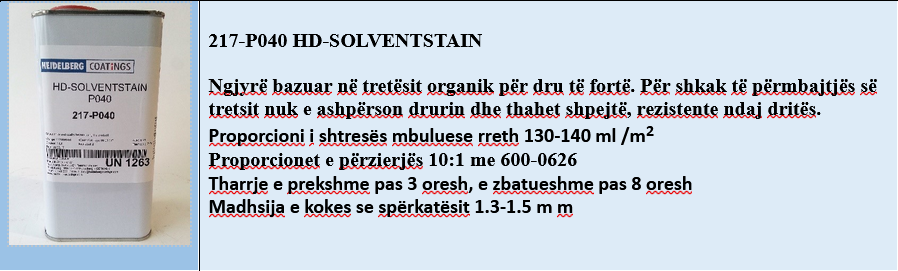 HEIDELBERG COATINGS
HD-SOLVENTSTAIN
P040
217-P040
UN 1263
217-P040 HD-SOLVENTSTAIN
Ngjyrë bazuar në tretësit organik për dru të fortë. Për shkak të përmbajtjës së
tretsit nuk e ashpërson drurin dhe thahet shpejtë, rezistente ndaj dritës.
Proporcioni i shtresës mbuluese rreth 130-140 ml /m²
Proporcionet e përzierjës 10:1 me 600-0626
Tharrje e prekshme pas 3 oresh, e zbatueshme pas 8 oresh
Madhsija e kokes se spërkatësit 1.3-1.5 m m